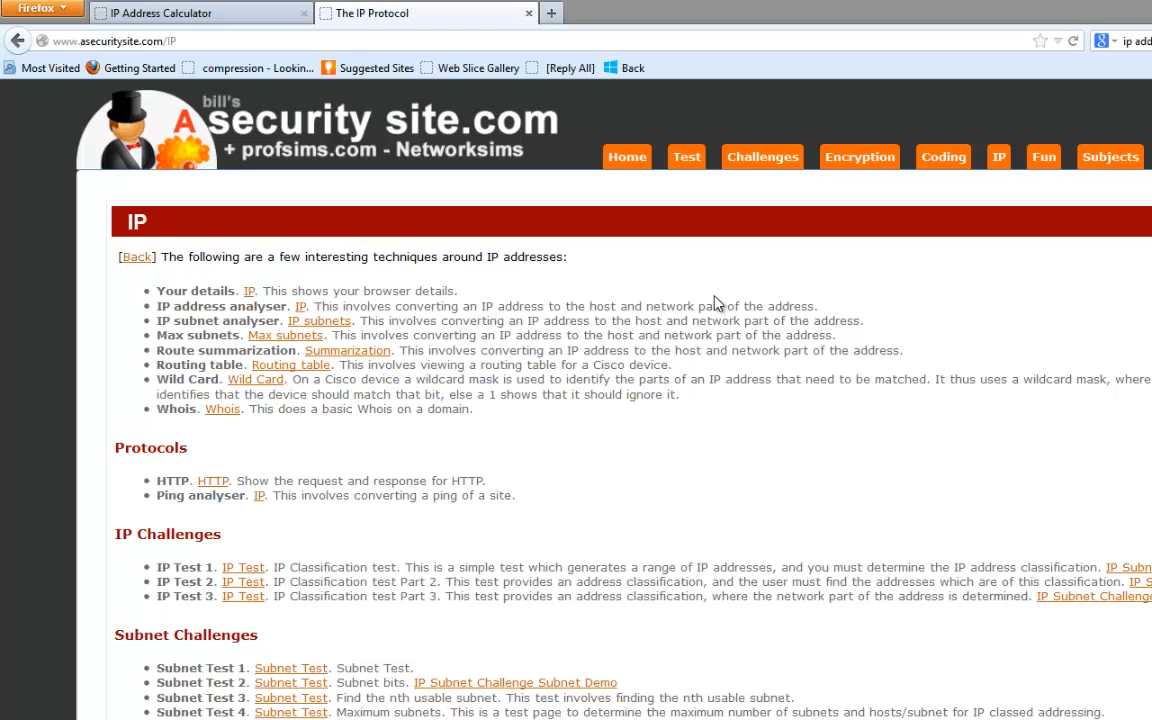 Firefox
IP Address Calculator
The IP Protocol
www.asecuritysite.com/IP
ip add
Most Visited
Getting Started
compression - Lookin...
Suggested Sites
Web Slice Gallery
[Reply All]
Back
bill's
A security site.com
+ profsims.com - Networksims
Home
Test
Challenges
Encryption
Coding
IP
Fun
Subjects
IP
[Back] The following are a few interesting techniques around IP addresses:
Your details. IP. This shows your browser details.
IP address analyser. IP. This involves converting an IP address to the host and network part of the address.
IP subnet analyser. IP subnets. This involves converting an IP address to the host and network part of the address.
Max subnets. Max subnets. This involves converting an IP address to the host and network part of the address.
Route summarization. Summarization. This involves converting an IP address to the host and network part of the address.
Routing table. Routing table. This involves viewing a routing table for a Cisco device.
Wild Card. Wild Card. On a Cisco device a wildcard mask is used to identify the parts of an IP address that need to be matched. It thus uses a wildcard mask, where
identifies that the device should match that bit, else a 1 shows that it should ignore it.
Whois. Whois. This does a basic Whois on a domain.
Protocols
HTTP. HTTP. Show the request and response for HTTP.
Ping analyser. IP. This involves converting a ping of a site.
IP Challenges
IP Test 1. IP Test. IP Classification test. This is a simple test which generates a range of IP addresses, and you must determine the IP address classification. IP Subn
IP Test 2. IP Test. IP Classification test Part 2. This test provides an address classification, and the user must find the addresses which are of this classification. IP S
IP Test 3. IP Test. IP Classification test Part 3. This test provides an address classification, where the network part of the address is determined. IP Subnet Challenge
Subnet Challenges
Subnet Test 1. Subnet Test. Subnet Test.
Subnet Test 2. Subnet Test. Subnet bits. IP Subnet Challenge Subnet Demo
Subnet Test 3. Subnet Test. Find the nth usable subnet. This test involves finding the nth usable subnet.
Subnet Test 4. Subnet Test. Maximum subnets. This is a test page to determine the maximum number of subnets and hosts/subnet for IP classed addressing.